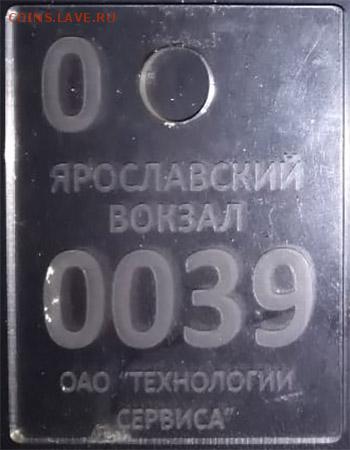 COINS.LAVE.RU
0
ЯРОСЛАВСКИЙ
ВОКЗАЛ
0039
ОАО "ТЕХНОЛОГИИ
СЕРВИСА"